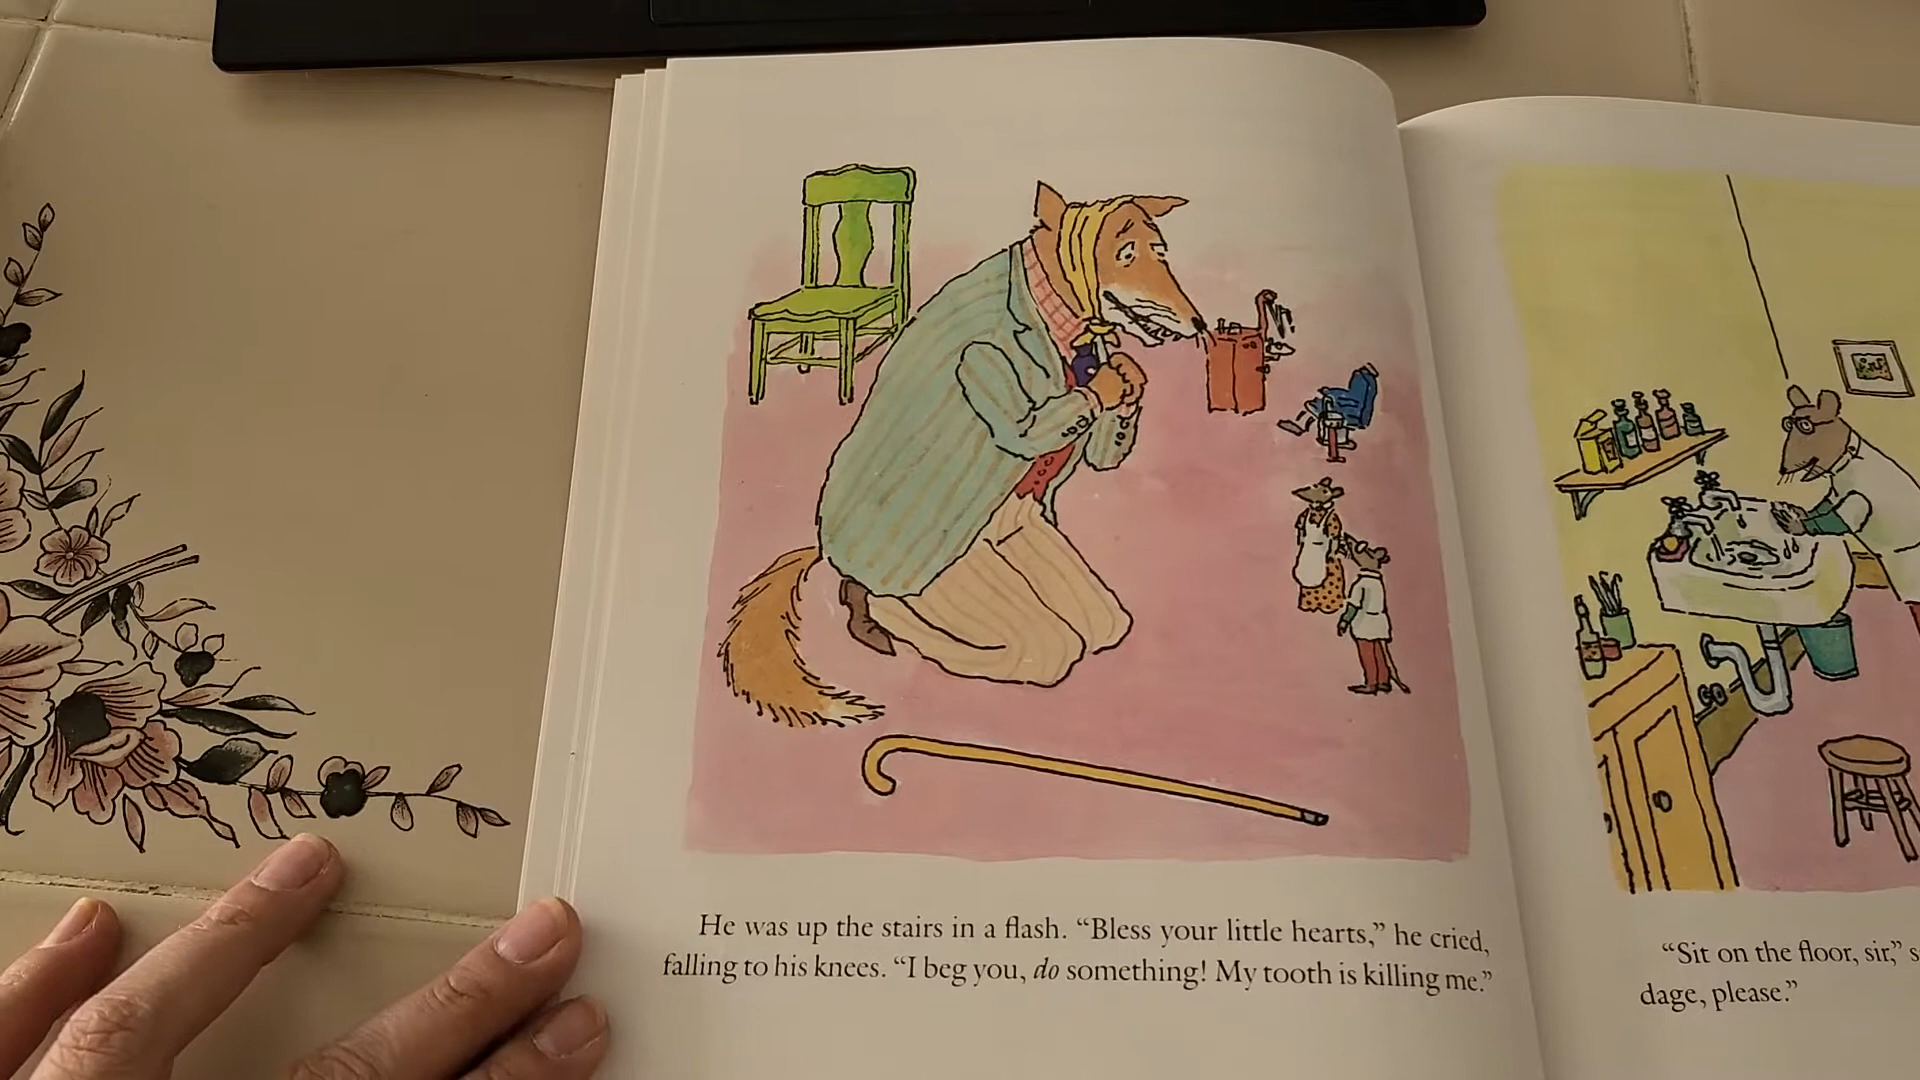 He was up the stairs in a flash. “Bless your little hearts,” he cried,
falling to his knees. “I beg you, do something! My tooth is killing me.”
“Sit on the floor, sir,”
dage, please.”